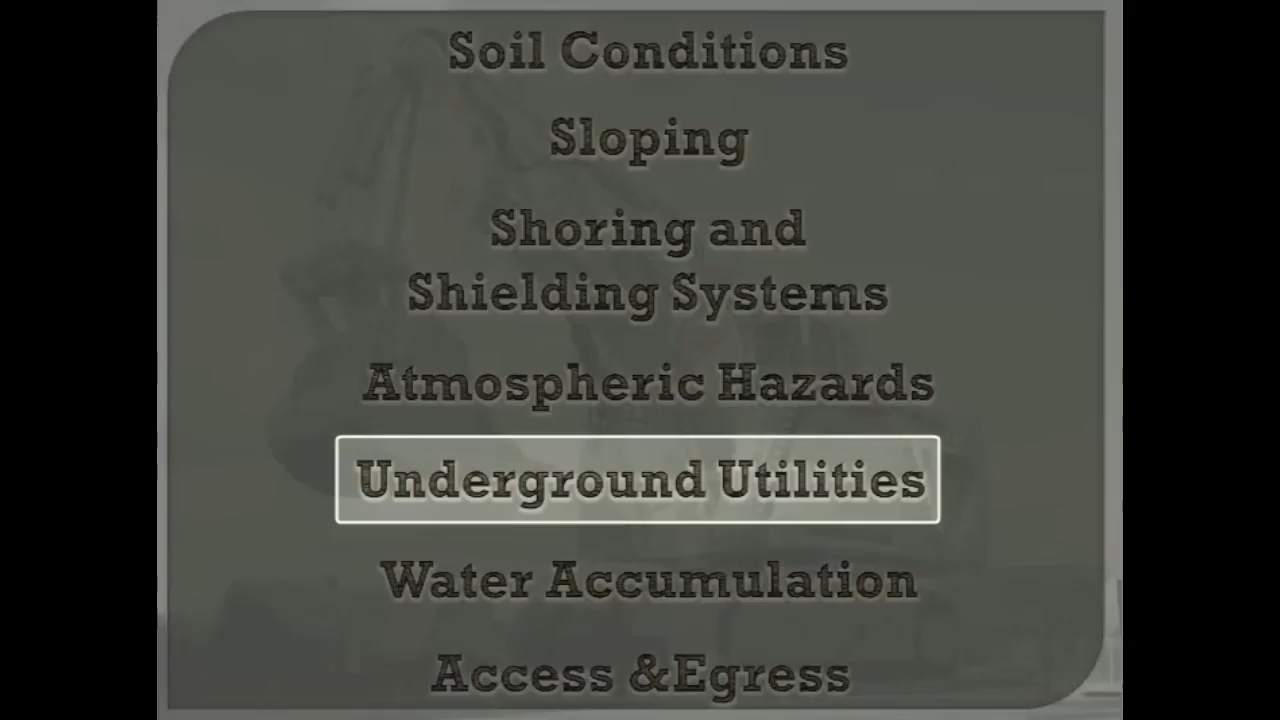 Soil Conditions
Sloping
Shoring and
Shielding Systems
Atmospheric Hazards
Underground Utilities
Water Accumulation
Access &Egress